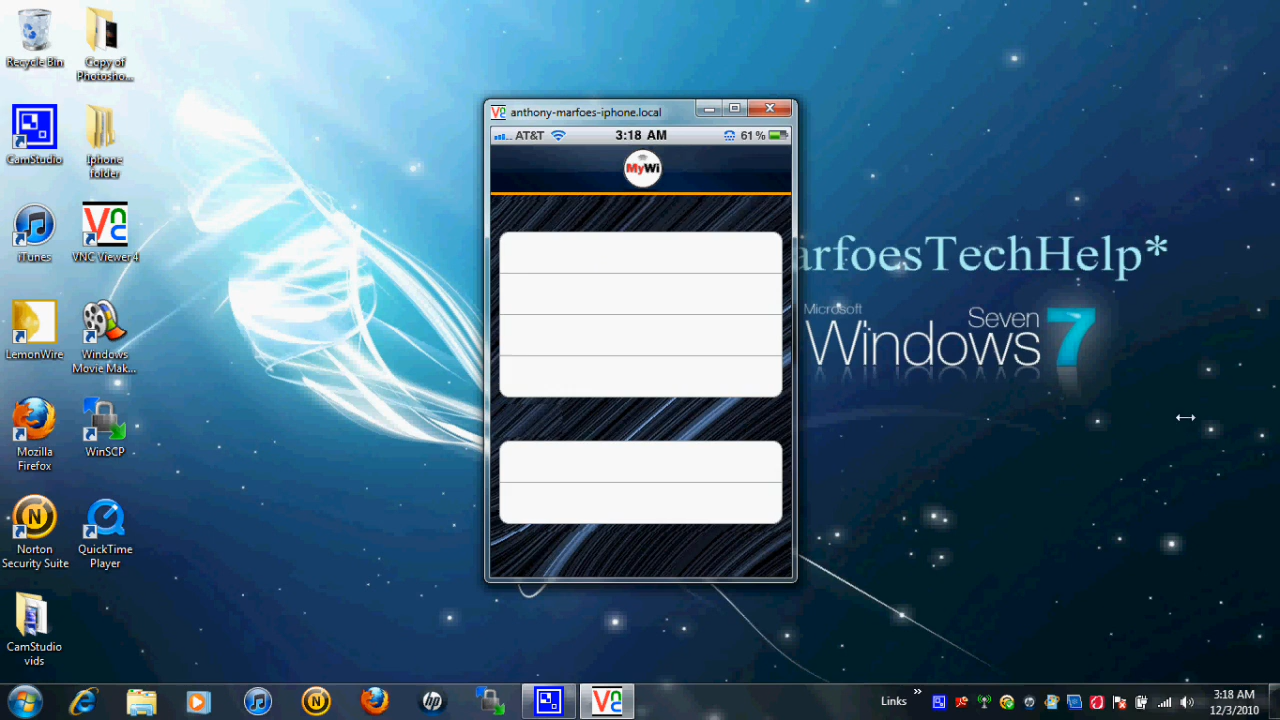 Recycle Bin
Copy of
Photosho...
CamStudio
Iphone
folder
iTunes
VNC Viewer 4
LemonWire
Windows
Movie Mak...
Mozilla
Firefox
WinSCP
Norton
Security Suite
QuickTime
Player
CamStudio
vids
anthony-marfoes-iphone.local
AT&T
3:18 AM
61%
MyWi
arfoesTechHelp*
Microsoft
Windows Seven 7
Links
3:18 AM
12/3/2010